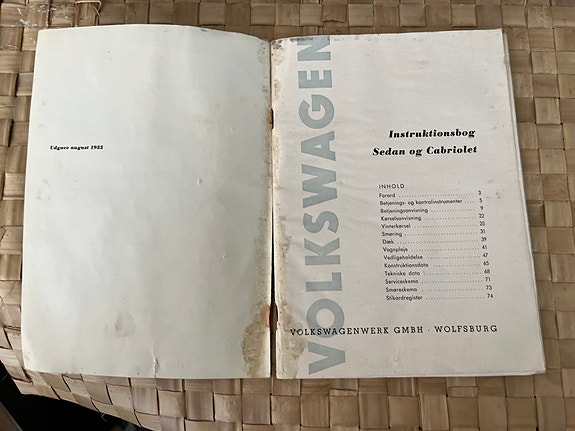 Udgave august 1955
VOLKSWAGEN
Instruktionsbog
Sedan og Cabriolet
INHOLD
Forord 3
Betjenings- og kontrolinstrumenter 5
Betjeningsanvisning 9
Kørselsanvisning 22
Vinterkørsel 28
Smøring 31
Dæk 39
Vognpleje 41
Vedligeholdelse 47
Konstruktionsdata 65
Tekniske data 68
Serviceskema 71
Smøreskema 73
Stikordregister 74
VOLKSWAGENWERK GMBH · WOLFSBURG